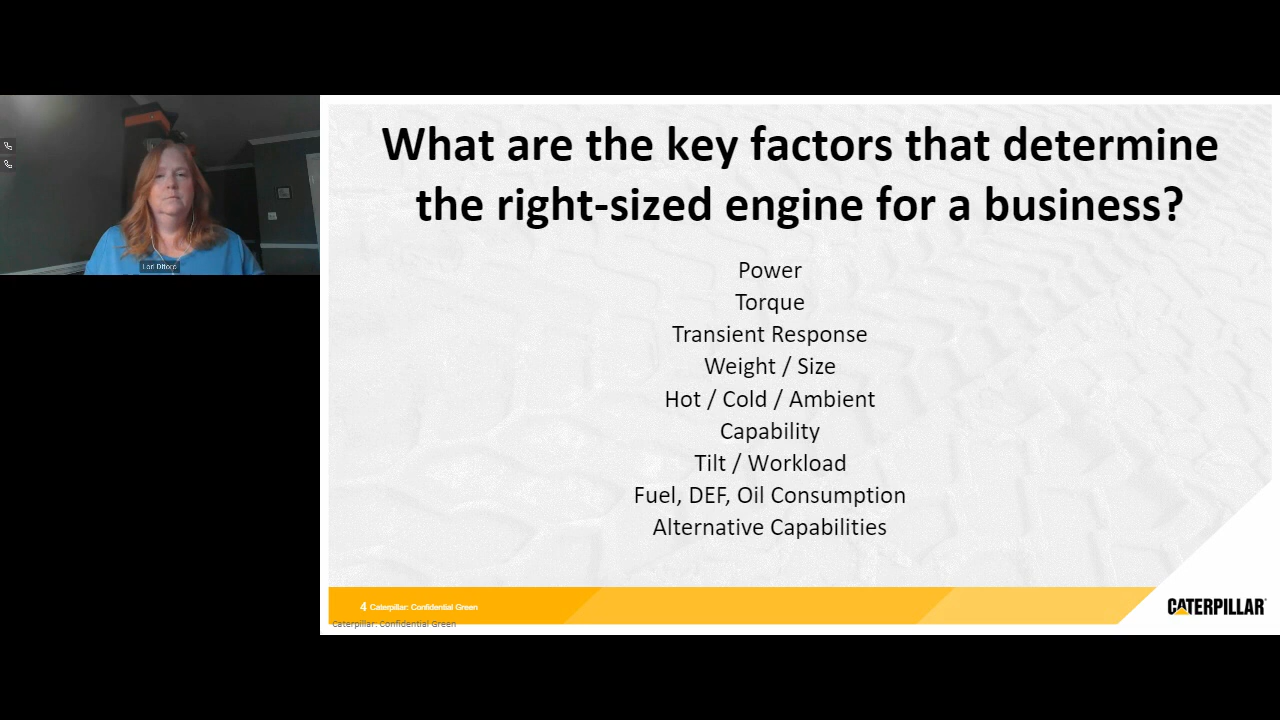 What are the key factors that determine
the right-sized engine for a business?
Power
Torque
Transient Response
Weight / Size
Hot / Cold / Ambient
Capability
Tilt / Workload
Fuel, DEF, Oil Consumption
Alternative Capabilities
4 Caterpillar: Confidential Green
Caterpillar: Confidential Green
CATERPILLAR®
Lori